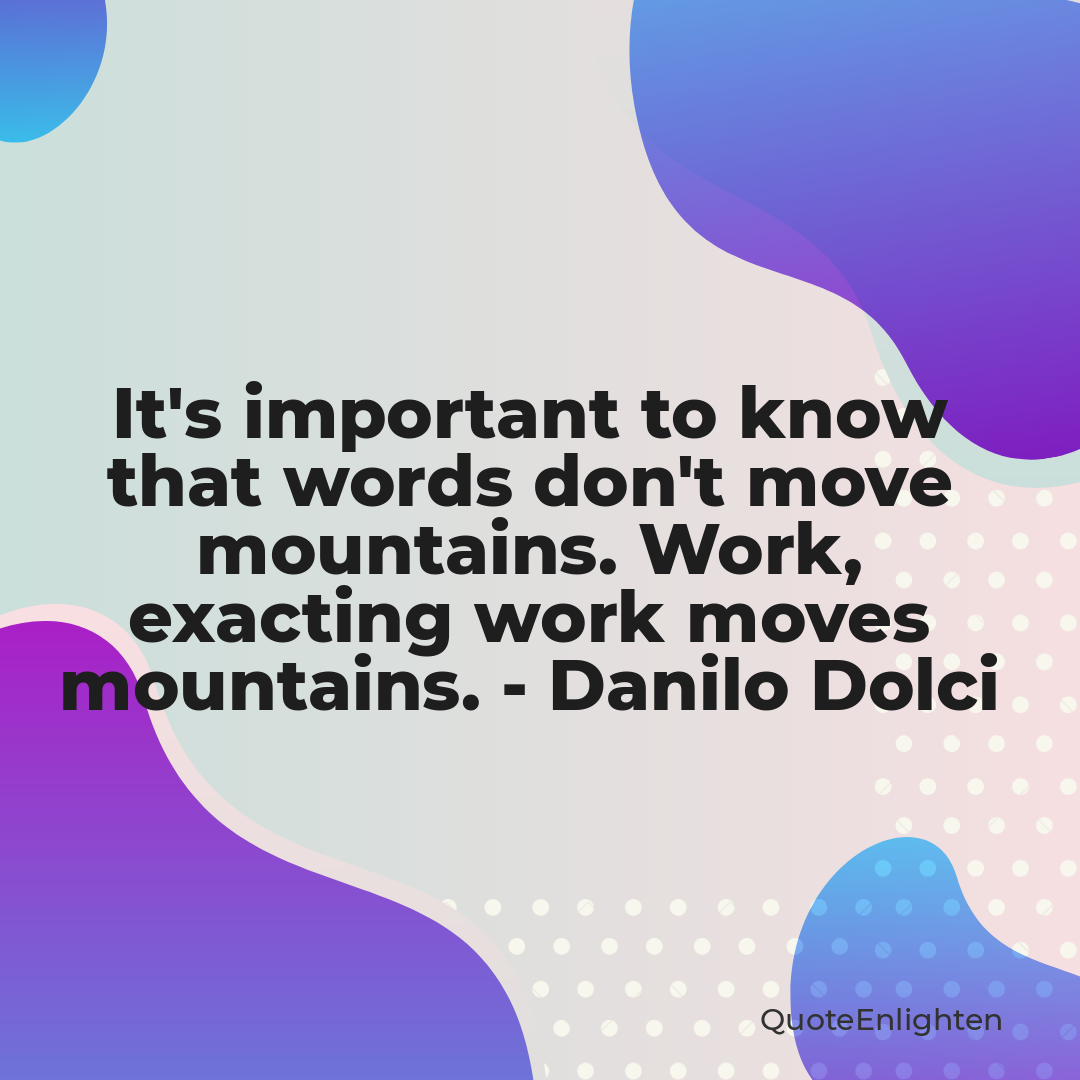 It's important to know
that words don't move
mountains. Work,
exacting work moves
mountains. - Danilo Dolci
QuoteEnlighten